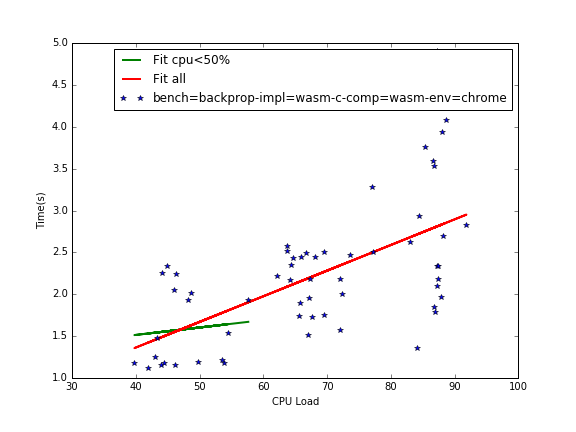 5.0
4.5
4.0
3.5
3.0
2.5
2.0
1.5
1.0
Time(s)
Fit cpu<50%
Fit all
bench=backprop-impl=wasm-c-comp=wasm-env=chrome
30 40 50 60 70 80 90 100
CPU Load